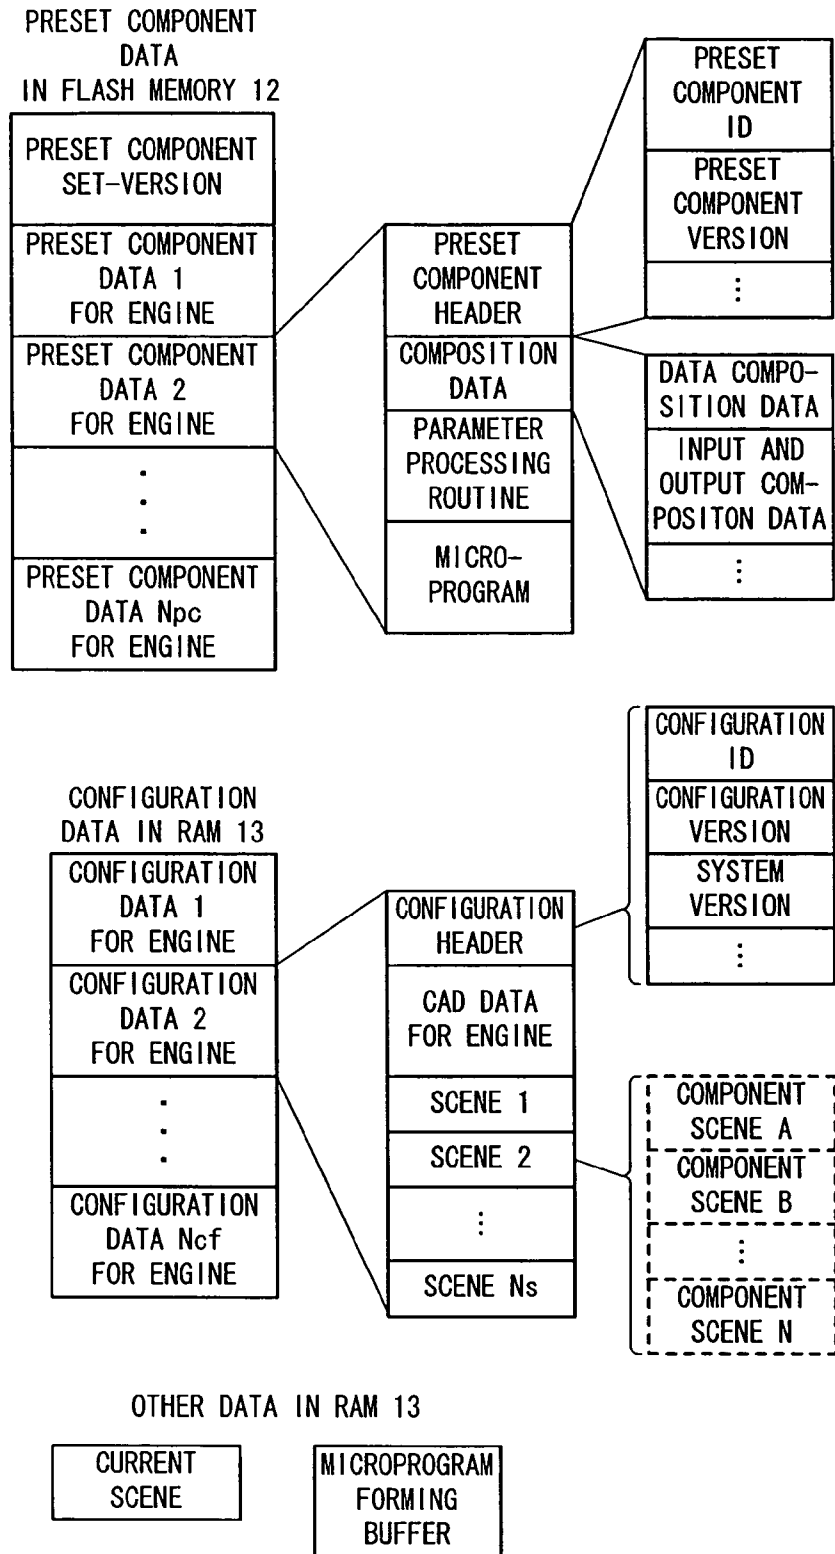 PRESET COMPONENT
DATA
IN FLASH MEMORY 12
PRESET COMPONENT
SET-VERSION
PRESET COMPONENT
DATA 1
FOR ENGINE
PRESET COMPONENT
DATA 2
FOR ENGINE
PRESET COMPONENT
DATA Npc
FOR ENGINE
PRESET
COMPONENT
HEADER
COMPOSITION
DATA
PARAMETER
PROCESSING
ROUTINE
MICRO-
PROGRAM
PRESET
COMPONENT
ID
PRESET
COMPONENT
VERSION
DATA COMPO-
SITION DATA
INPUT AND
OUTPUT COM-
POSITON DATA
CONFIGURATION
DATA IN RAM 13
CONFIGURATION
DATA 1
FOR ENGINE
CONFIGURATION
DATA 2
FOR ENGINE
CONFIGURATION
DATA Ncf
FOR ENGINE
CONFIGURATION
HEADER
CAD DATA
FOR ENGINE
SCENE 1
SCENE 2
SCENE Ns
CONFIGURATION
ID
CONFIGURATION
VERSION
SYSTEM
VERSION
COMPONENT
SCENE A
COMPONENT
SCENE B
COMPONENT
SCENE N
OTHER DATA IN RAM 13
CURRENT
SCENE
MICROPROGRAM
FORMING
BUFFER